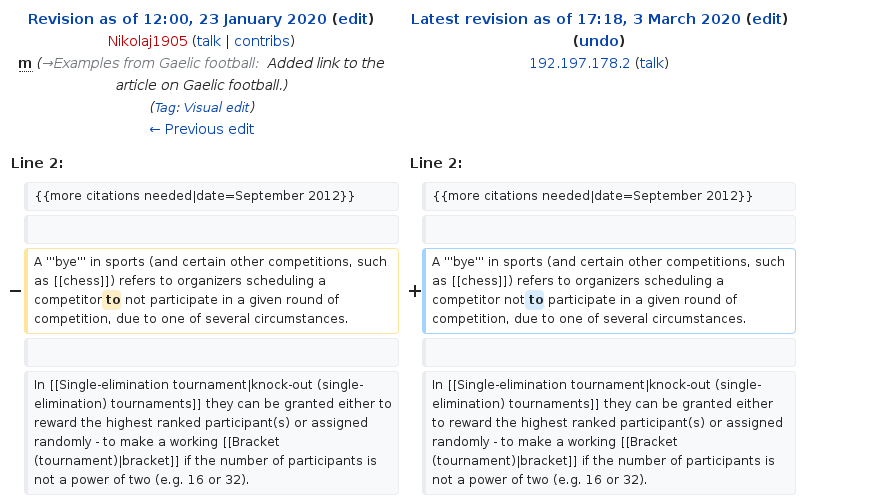 Revision as of 12:00, 23 January 2020 (edit)
Nikolaj1905 (talk | contribs)
m (→Examples from Gaelic football: Added link to the
article on Gaelic football.)
(Tag: Visual edit)
← Previous edit
Latest revision as of 17:18, 3 March 2020 (edit)
(undo)
192.197.178.2 (talk)
Line 2:
{{more citations needed|date=September 2012}}
− A '''bye''' in sports (and certain other competitions, such
as [[chess]]) refers to organizers scheduling a
competitor to not participate in a given round of
competition, due to one of several circumstances.
In [[Single-elimination tournament|knock-out (single-
elimination) tournaments]] they can be granted either to
reward the highest ranked participant(s) or assigned
randomly - to make a working [[Bracket
(tournament)|bracket]] if the number of participants is
not a power of two (e.g. 16 or 32).
Line 2:
{{more citations needed|date=September 2012}}
+ A '''bye''' in sports (and certain other competitions, such
as [[chess]]) refers to organizers scheduling a
competitor not to participate in a given round of
competition, due to one of several circumstances.
In [[Single-elimination tournament|knock-out (single-
elimination) tournaments]] they can be granted either
to reward the highest ranked participant(s) or assigned
randomly - to make a working [[Bracket
(tournament)|bracket]] if the number of participants is
not a power of two (e.g. 16 or 32).